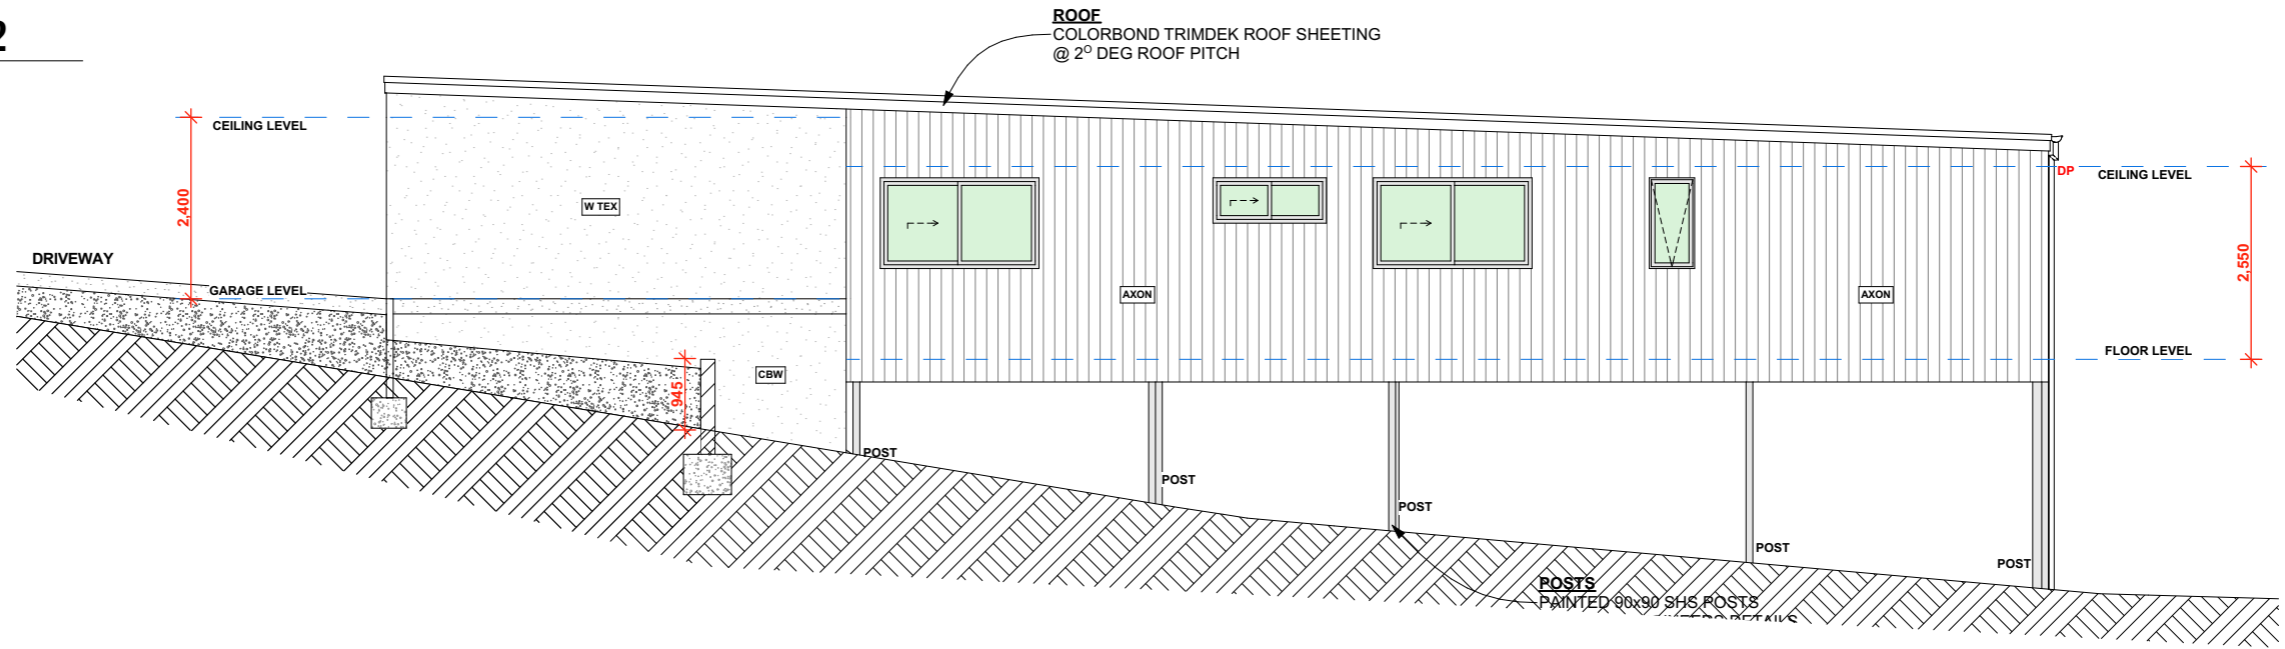 2
ROOF
COLORBOND TRIMDEK ROOF SHEETING
@ 2° DEG ROOF PITCH
CEILING LEVEL
2,400
W TEX
DP
CEILING LEVEL
DRIVEWAY
GARAGE LEVEL
2,550
AXON
AXON
FLOOR LEVEL
945
CBW
POST
POST
POST
POST
POST
POSTS
PAINTED 90x90 SHS POSTS
DETAILS